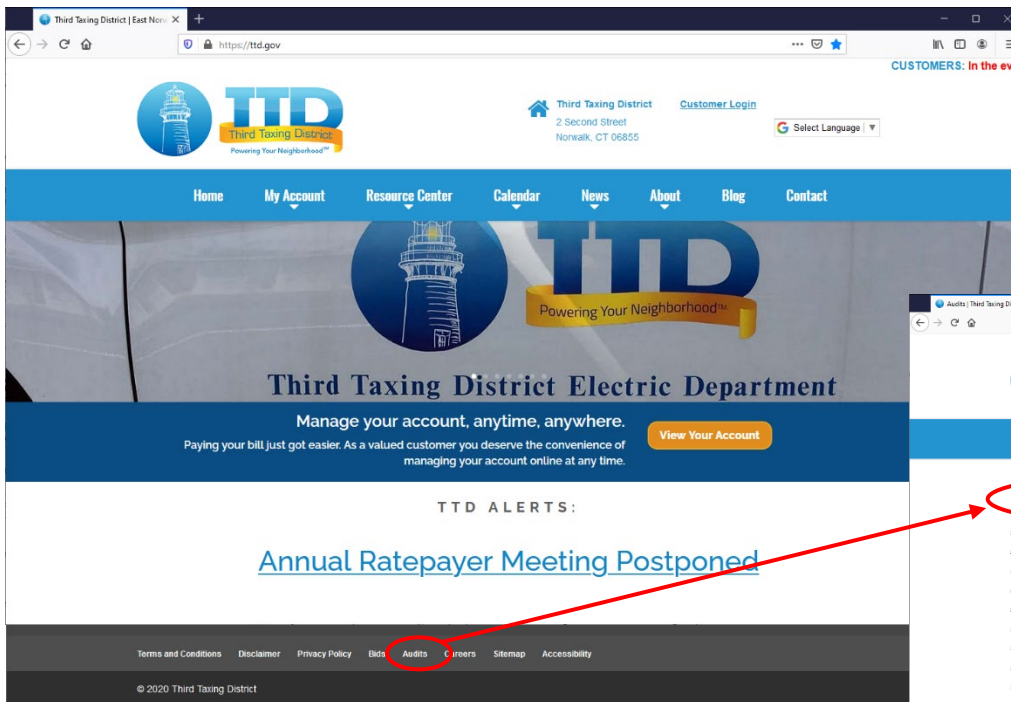 Third Taxing District | East Norw
https://ttd.gov
CUSTOMERS: In the ev
TTD
Third Taxing District
Powering Your Neighborhood™
Third Taxing District
2 Second Street
Norwalk, CT 06855
Customer Login
Select Language
Home My Account Resource Center Calendar News About Blog Contact
TTD
Powering Your Neighborhood™
Third Taxing District Electric Department
Manage your account, anytime, anywhere.
Paying your bill just got easier. As a valued customer you deserve the convenience of
managing your account online at any time.
View Your Account
TTD ALERTS:
Annual Ratepayer Meeting Postponed
Terms and Conditions Disclaimer Privacy Policy Bids Audits Careers Sitemap Accessibility
© 2020 Third Taxing District
Audits | Third Taxing Di